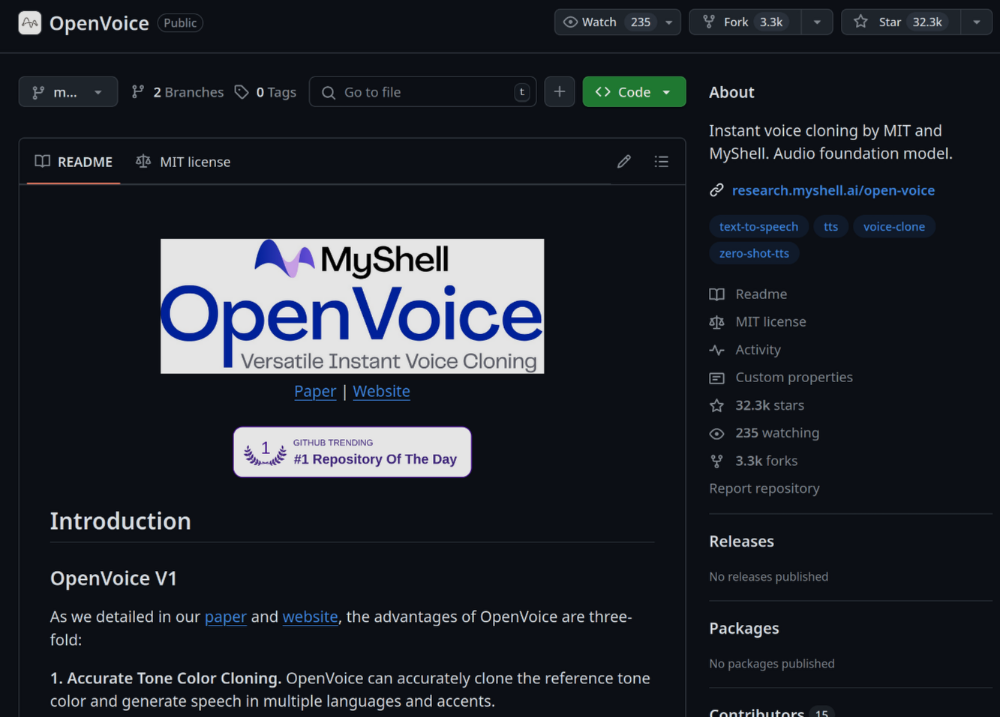 OpenVoice Public
Watch 235
Fork 3.3k
Star 32.3k
m...
2 Branches
0 Tags
Go to file
t
Code
README
MIT license
MyShell
OpenVoice
Versatile Instant Voice Cloning
Paper | Website
1
GITHUB TRENDING
#1 Repository Of The Day
Introduction
OpenVoice V1
As we detailed in our paper and website, the advantages of OpenVoice are three-
fold:
1. Accurate Tone Color Cloning. OpenVoice can accurately clone the reference tone
color and generate speech in multiple languages and accents.
About
Instant voice cloning by MIT and
MyShell. Audio foundation model.
research.myshell.ai/open-voice
text-to-speech tts voice-clone
zero-shot-tts
Readme
MIT license
Activity
Custom properties
32.3k stars
235 watching
3.3k forks
Report repository
Releases
No releases published
Packages
No packages published
Contributors 15